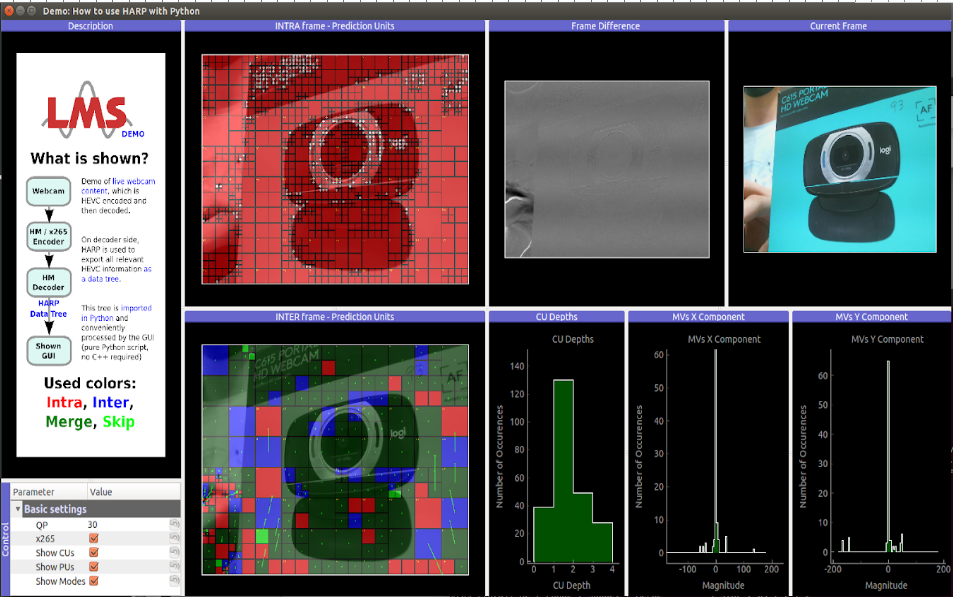 Demo: How to use HARP with Python
Description
INTRA frame - Prediction Units
Frame Difference
Current Frame
LMS
DEMO
What is shown?
Webcam
Demo of live webcam
content, which is
HEVC encoded and
then decoded.
HM / x265
Encoder
On decoder side,
HARP is used to
export all relevant
HEVC information as
a data tree.
HM
Decoder
HARP
Data Tree
This tree is imported
in Python and
conveniently
processed by the GUI
(pure Python script,
no C++ required)
Shown
GUI
Used colors:
Intra, Inter,
Merge, Skip
C615 PORTA
HD WEBCAM
93
AF
logi
INTER frame - Prediction Units
C615 PORTA
HD WEBCAM
AF
logi
CU Depths
CU Depths
Number of Occurences
140
120
100
80
60
40
20
0
0 1 2 3 4
CU Depth
MVs X Component
MVs X Component
Number of Occurences
60
50
40
30
20
10
0
-100 0 100 200
Magnitude
MVs Y Component
MVs Y Component
Number of Occurences
60
50
40
30
20
10
0
-200 0 200
Magnitude
Control
Parameter Value
Basic settings
QP 30
x265
Show CUs
Show PUs
Show Modes